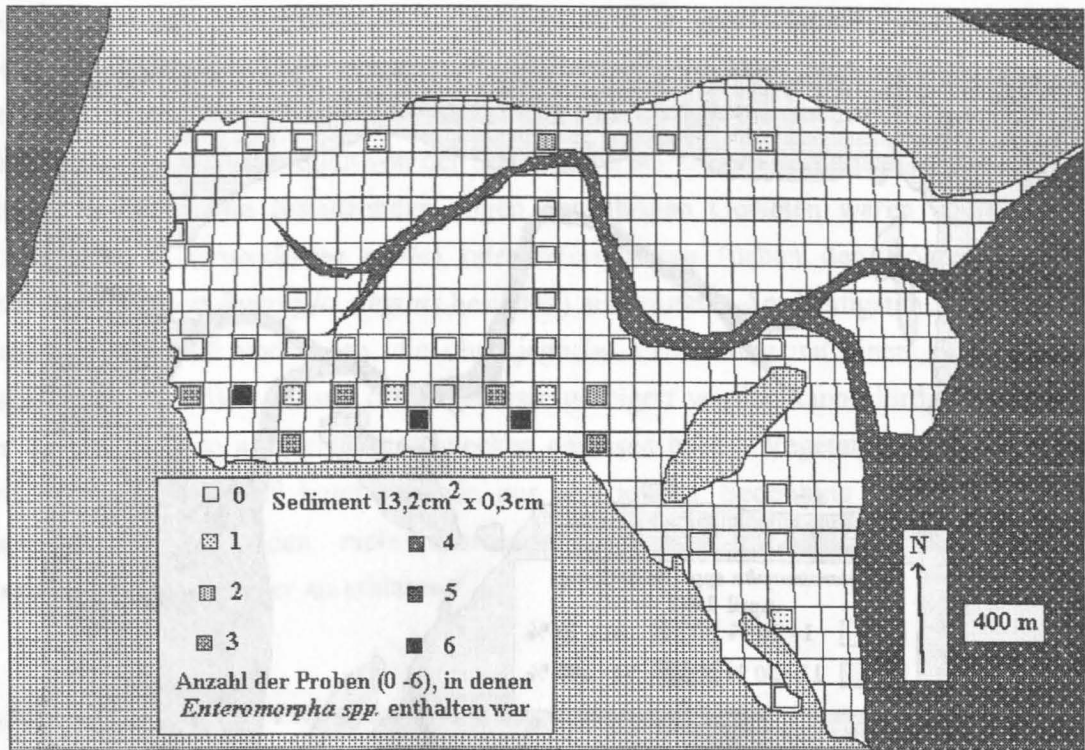 0 Sediment 13,2cm² x 0,3cm
1 4
2 5
3 6
Anzahl der Proben (0 -6), in denen
Enteromorpha spp. enthalten war
N
400 m